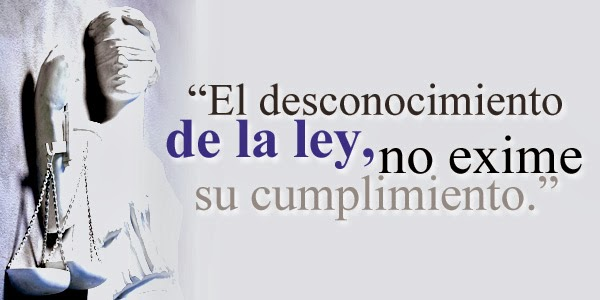 “El desconocimiento
de la ley, no exime
su cumplimiento.”